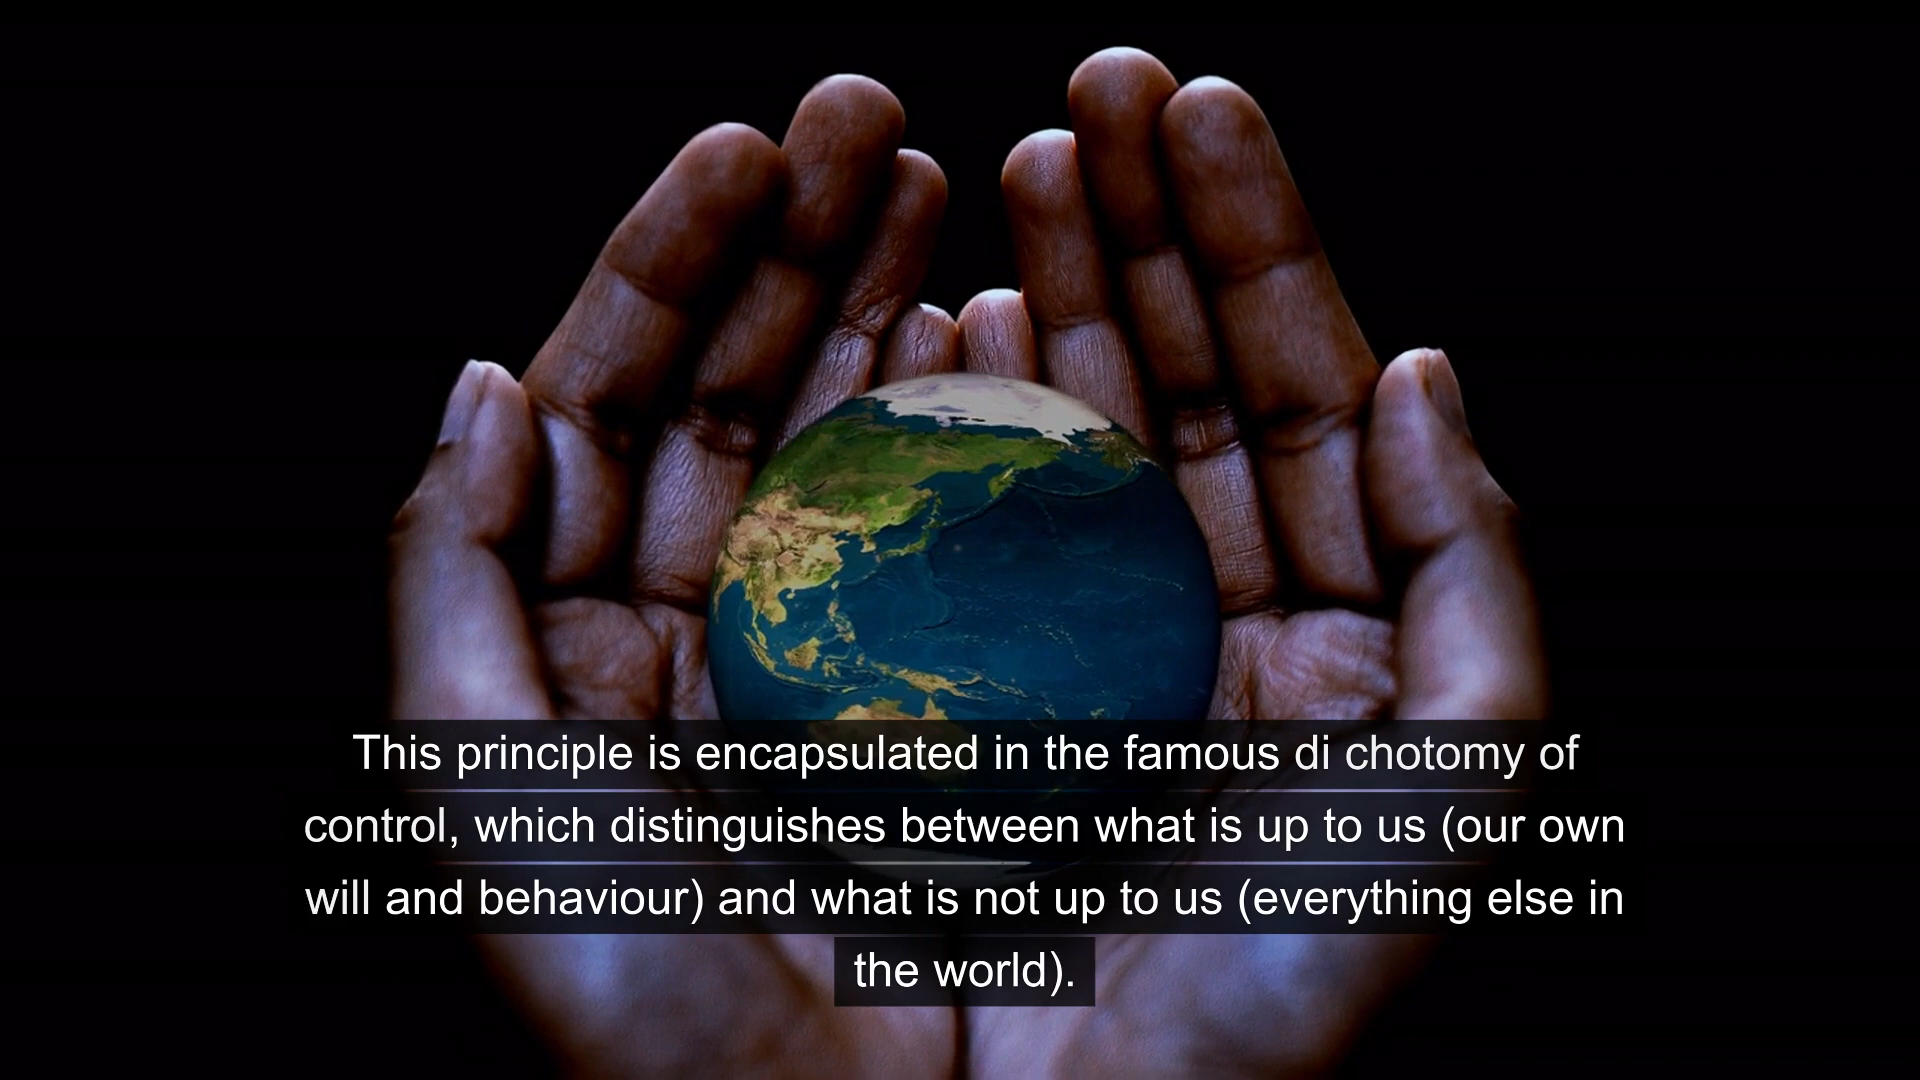 This principle is encapsulated in the famous di chotomy of
control, which distinguishes between what is up to us (our own
will and behaviour) and what is not up to us (everything else in
the world).